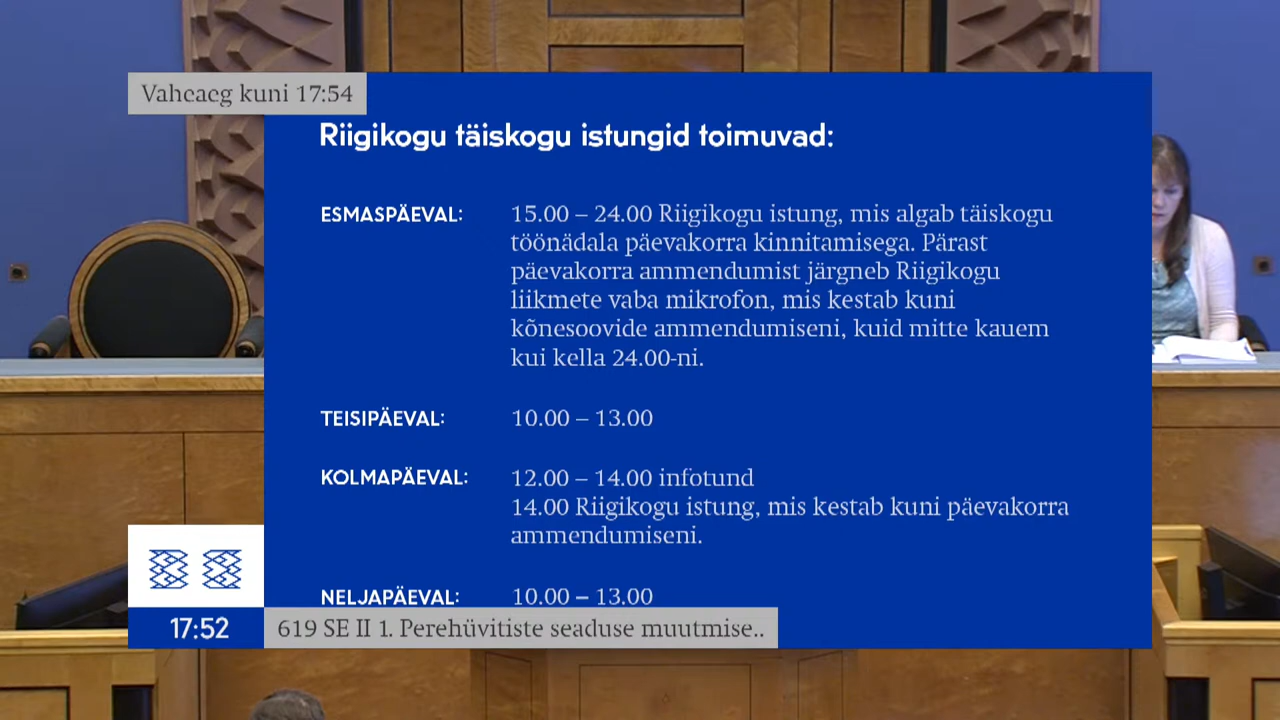 Vaheaeg kuni 17:54
Riigikogu täiskogu istungid toimuvad:
ESMASPÄEVAL:
15.00 – 24.00 Riigikogu istung, mis algab täiskogu
töönädala päevakorra kinnitamisega. Pärast
päevakorra ammendumist järgneb Riigikogu
liikmete vaba mikrofon, mis kestab kuni
kõnesoovide ammendumiseni, kuid mitte kauem
kui kella 24.00-ni.
TEISIPÄEVAL:
10.00 – 13.00
KOLMAPÄEVAL:
12.00 – 14.00 infotund
14.00 Riigikogu istung, mis kestab kuni päevakorra
ammendumiseni.
NELJAPÄEVAL:
10.00 – 13.00
17:52
619 SE II 1. Perehüvitiste seaduse muutmise..